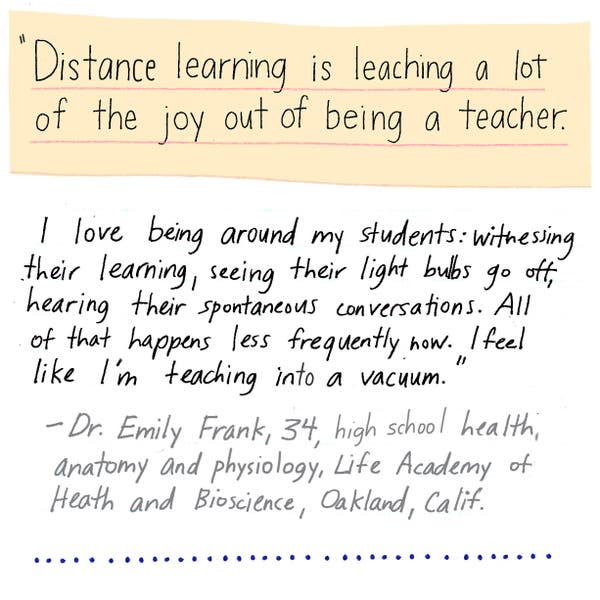 "Distance learning is leaching a lot
of the joy out of being a teacher.
I love being around my students: witnessing
their learning, seeing their light bulbs go off,
hearing their spontaneous conversations. All
of that happens less frequently now. I feel
like I'm teaching into a vacuum."
- Dr. Emily Frank, 34, high school health,
anatomy and physiology, Life Academy of
Heath and Bioscience, Oakland, Calif.